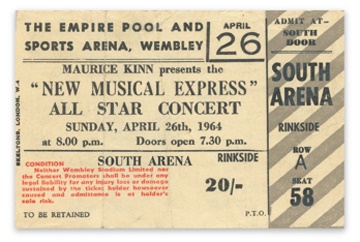 THE EMPIRE POOL AND
SPORTS ARENA, WEMBLEY
APRIL
26
MAURICE KINN presents the
"NEW MUSICAL EXPRESS"
ALL STAR CONCERT
SUNDAY, APRIL 26th, 1964
at 8.00 p.m. Doors open 7.30 p.m.
SOUTH ARENA
RINKSIDE
CONDITION
Neither Wembley Stadium Limited nor
the Concert Promotors shall be under
any legal liability for any injury loss or damage
sustained by the ticket holder howsoever
caused and admittance is at holder's
sole risk.
20/-
TO BE RETAINED
P.T.O.
ADMIT AT—
SOUTH
DOOR
SOUTH
ARENA
RINKSIDE
ROW
A
SEAT
58
LONDON, W.4